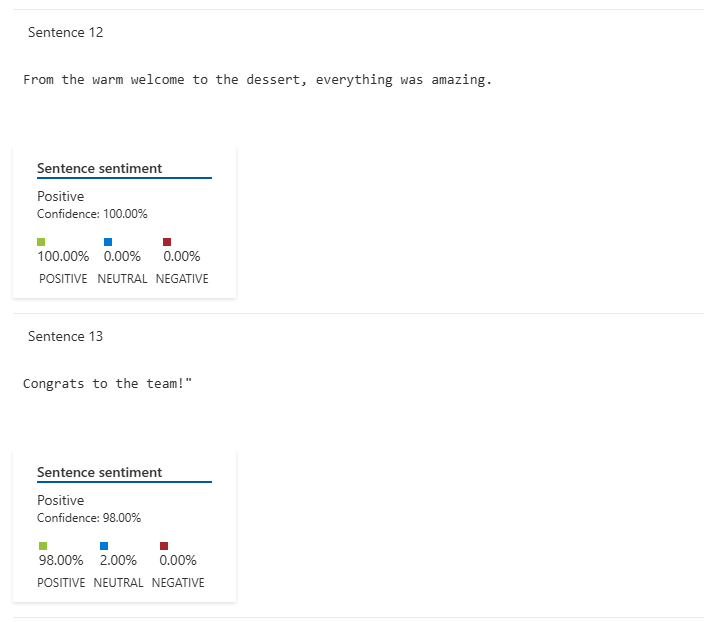 Sentence 12
From the warm welcome to the dessert, everything was amazing.
Sentence sentiment
Positive
Confidence: 100.00%
100.00% 0.00% 0.00%
POSITIVE NEUTRAL NEGATIVE
Sentence 13
Congrats to the team!"
Sentence sentiment
Positive
Confidence: 98.00%
98.00% 2.00% 0.00%
POSITIVE NEUTRAL NEGATIVE